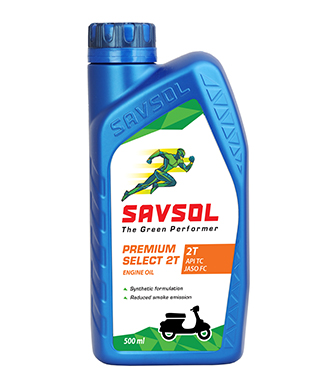 SAVSOL
SAVSOL
The Green Performer
PREMIUM
SELECT 2T
ENGINE OIL
2T
API TC
JASO FC
Synthetic formulation
Reduced smoke emission
500 ml